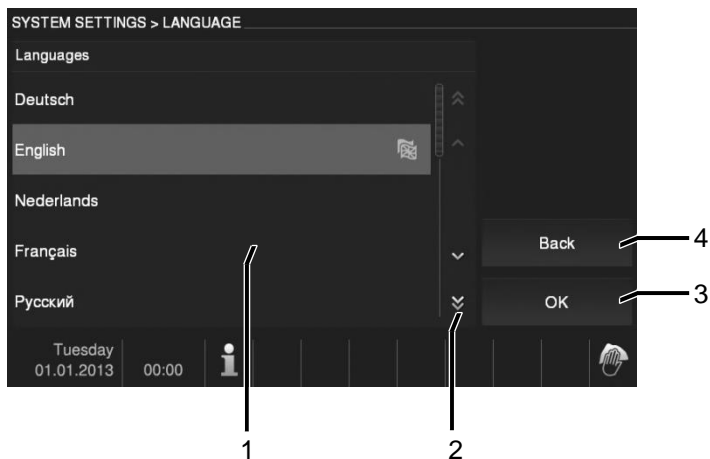 SYSTEM SETTINGS > LANGUAGE
Languages
Deutsch
English
Nederlands
Français
Русский
Back
OK
4
3
Tuesday
01.01.2013
00:00
1
2